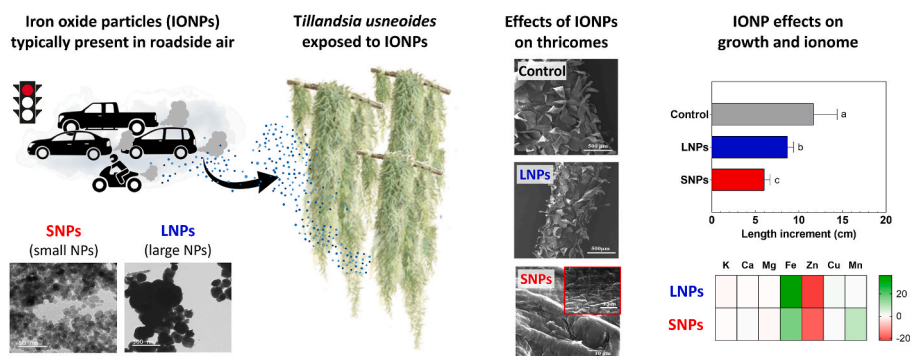 Iron oxide particles (IONPs)
typically present in roadside air
Tillandsia usneoides
exposed to IONPs
Effects of IONPs
on thricomes
IONP effects on
growth and ionome
SNPs
(small NPs)
LNPs
(large NPs)
Control
500 μm
LNPs
500μm
SNPs
Control
LNPs
SNPs
a
b
c
0 5 10 15 20
Length increment (cm)
K Ca Mg Fe Zn Cu Mn
LNPs
SNPs
20
0
-20